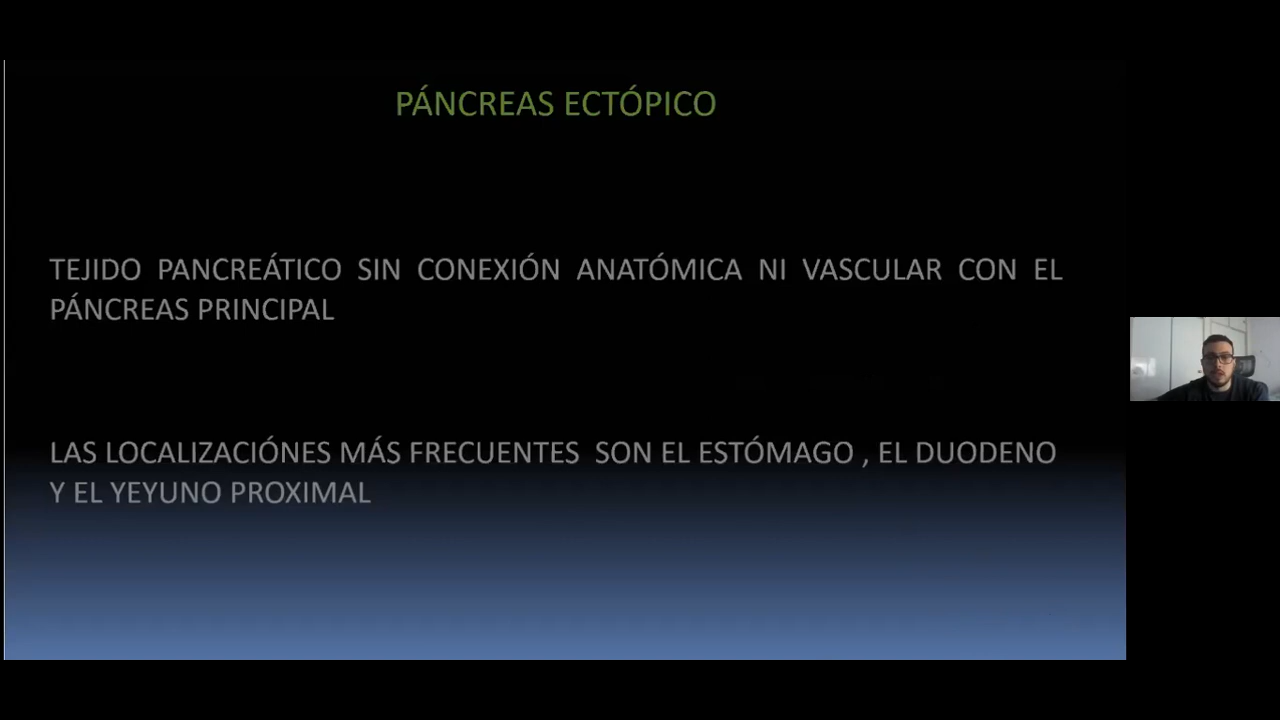 PÁNCREAS ECTÓPICO
TEJIDO PANCREÁTICO SIN CONEXIÓN ANATÓMICA NI VASCULAR CON EL
PÁNCREAS PRINCIPAL
LAS LOCALIZACIÓNES MÁS FRECUENTES SON EL ESTÓMAGO , EL DUODENO
Y EL YEYUNO PROXIMAL